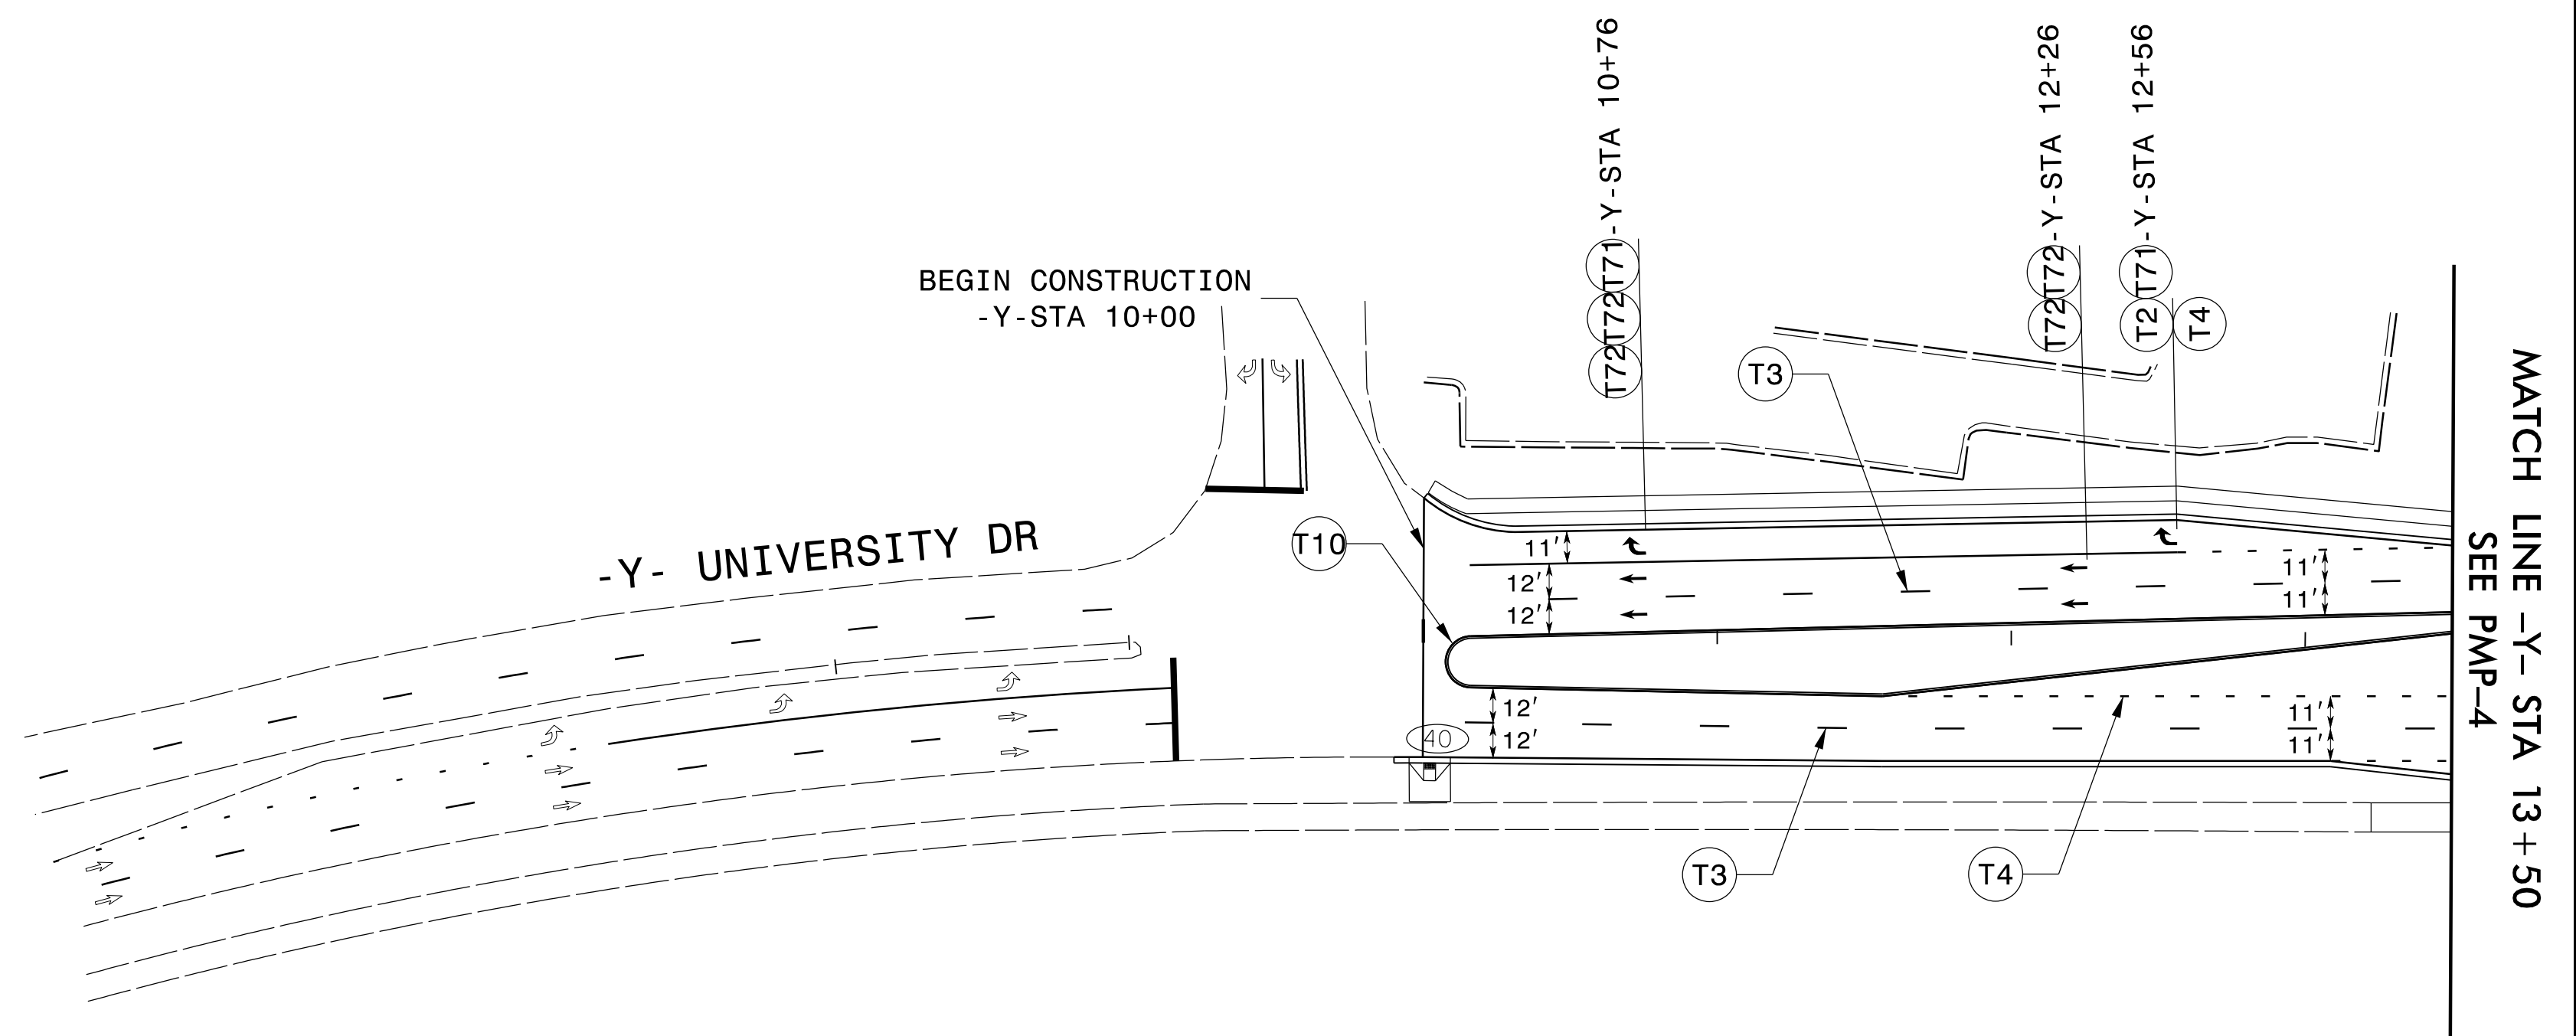 -Y-STA 10+76
T71
T72
T72
-Y-STA 12+26
T72
T72
-Y-STA 12+56
T71
T2
T4
BEGIN CONSTRUCTION
-Y-STA 10+00
T3
T10
-Y- UNIVERSITY DR
11'
12'
12'
11'
11'
12'
12'
11'
11'
40
T3
T4
MATCH LINE -Y- STA 13+50
SEE PMP-4